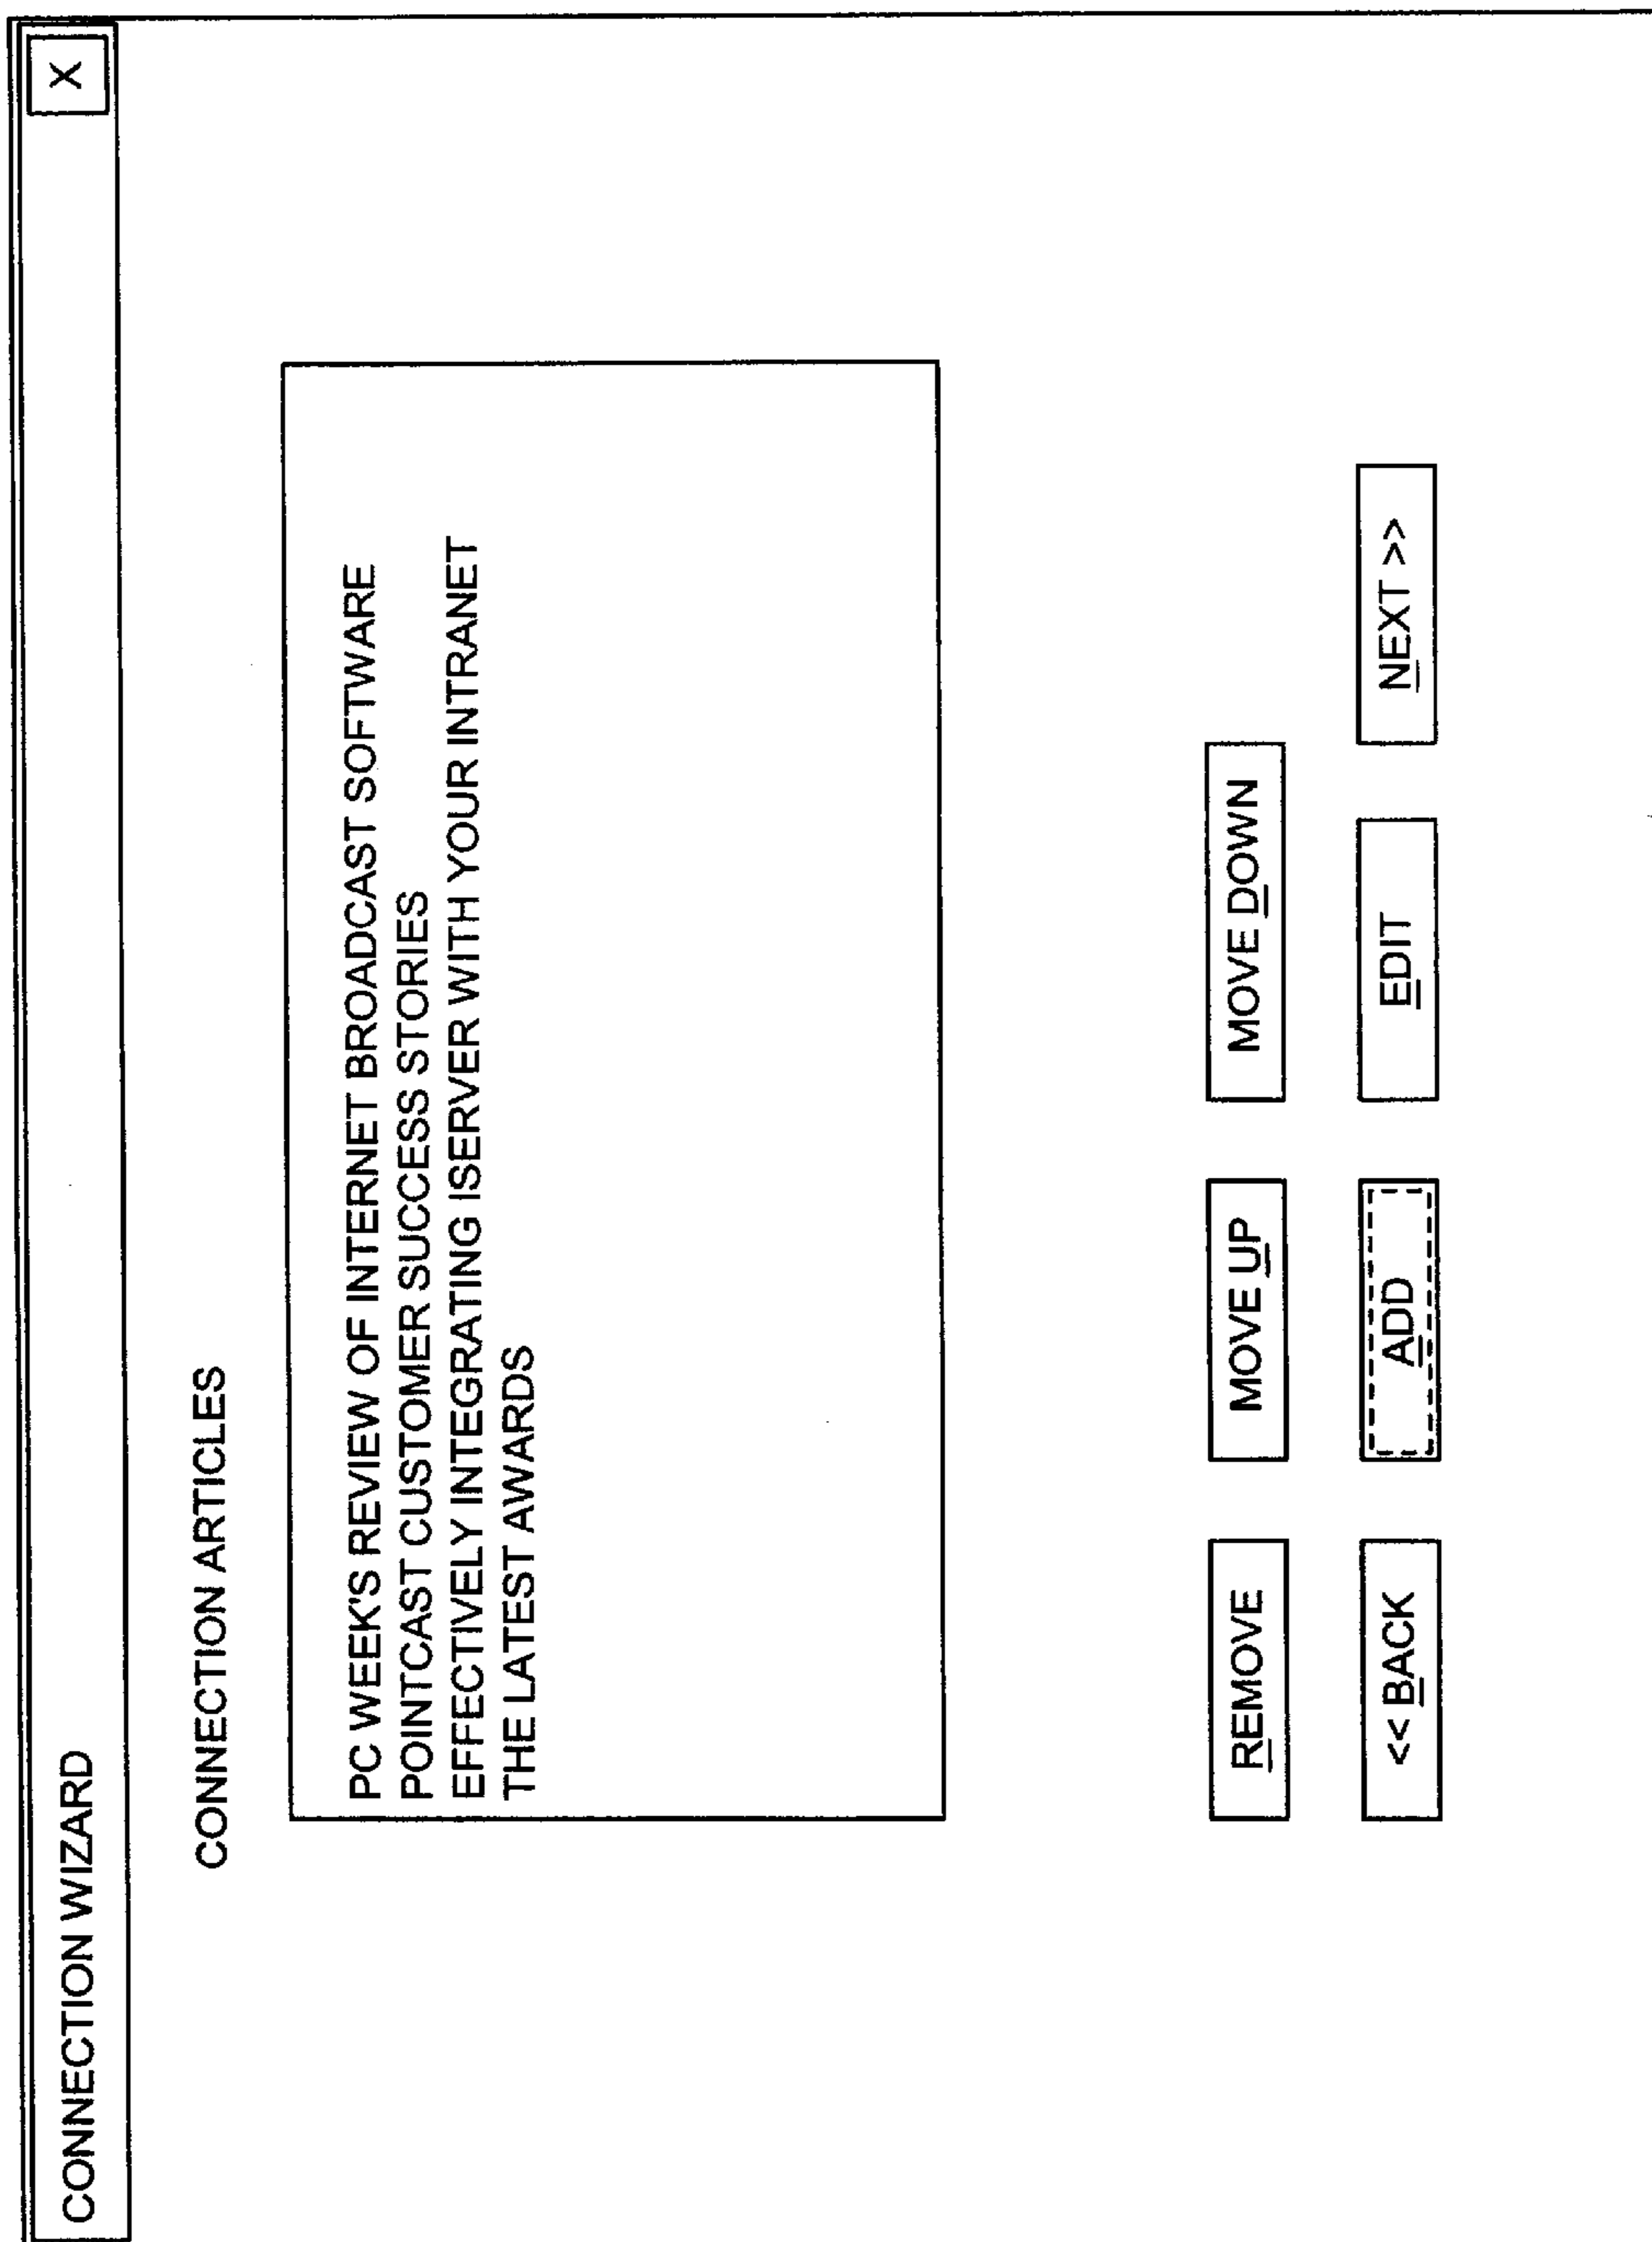 CONNECTION WIZARD
X
CONNECTION ARTICLES
PC WEEK'S REVIEW OF INTERNET BROADCAST SOFTWARE
POINTCAST CUSTOMER SUCCESS STORIES
EFFECTIVELY INTEGRATING ISERVER WITH YOUR INTRANET
THE LATEST AWARDS
REMOVE
MOVE UP
MOVE DOWN
<< BACK
ADD
EDIT
NEXT >>